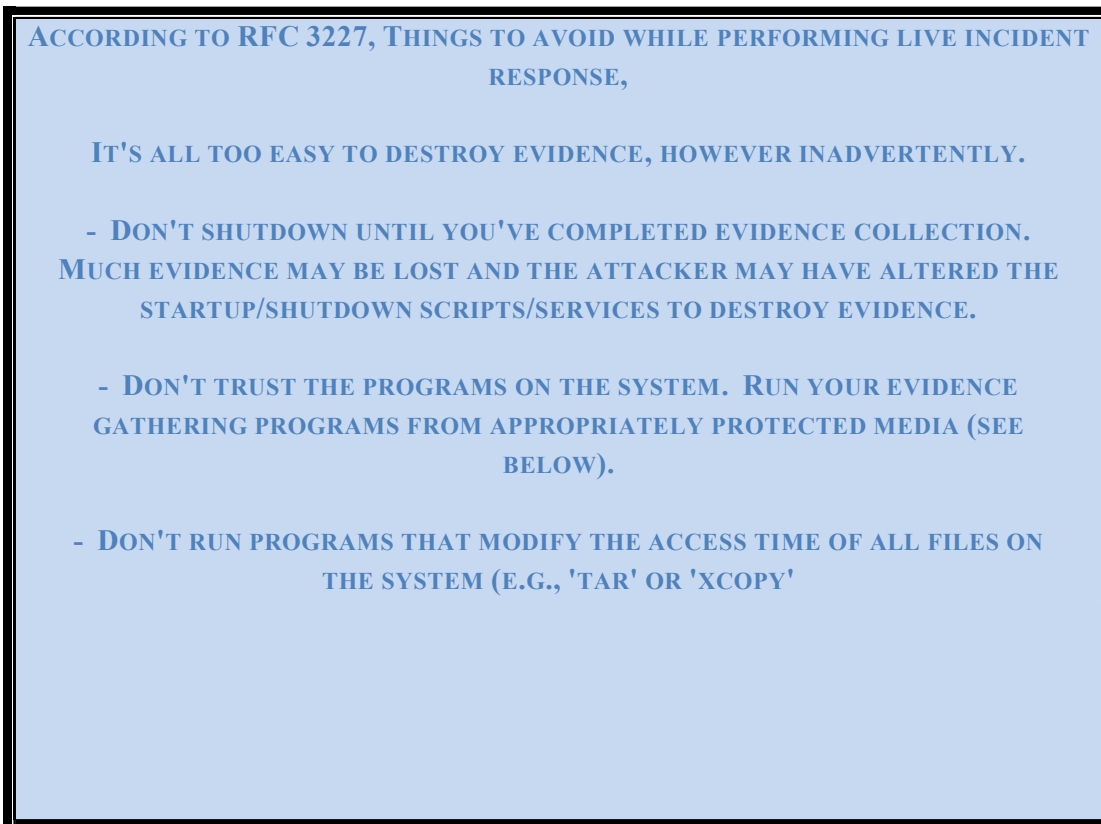 ACCORDING TO RFC 3227, THINGS TO AVOID WHILE PERFORMING LIVE INCIDENT
RESPONSE,
IT'S ALL TOO EASY TO DESTROY EVIDENCE, HOWEVER INADVERTENTLY.
- DON'T SHUTDOWN UNTIL YOU'VE COMPLETED EVIDENCE COLLECTION.
MUCH EVIDENCE MAY BE LOST AND THE ATTACKER MAY HAVE ALTERED THE
STARTUP/SHUTDOWN SCRIPTS/SERVICES TO DESTROY EVIDENCE.
- DON'T TRUST THE PROGRAMS ON THE SYSTEM. RUN YOUR EVIDENCE
GATHERING PROGRAMS FROM APPROPRIATELY PROTECTED MEDIA (SEE
BELOW).
- DON'T RUN PROGRAMS THAT MODIFY THE ACCESS TIME OF ALL FILES ON
THE SYSTEM (E.G., 'TAR' OR 'XCOPY'